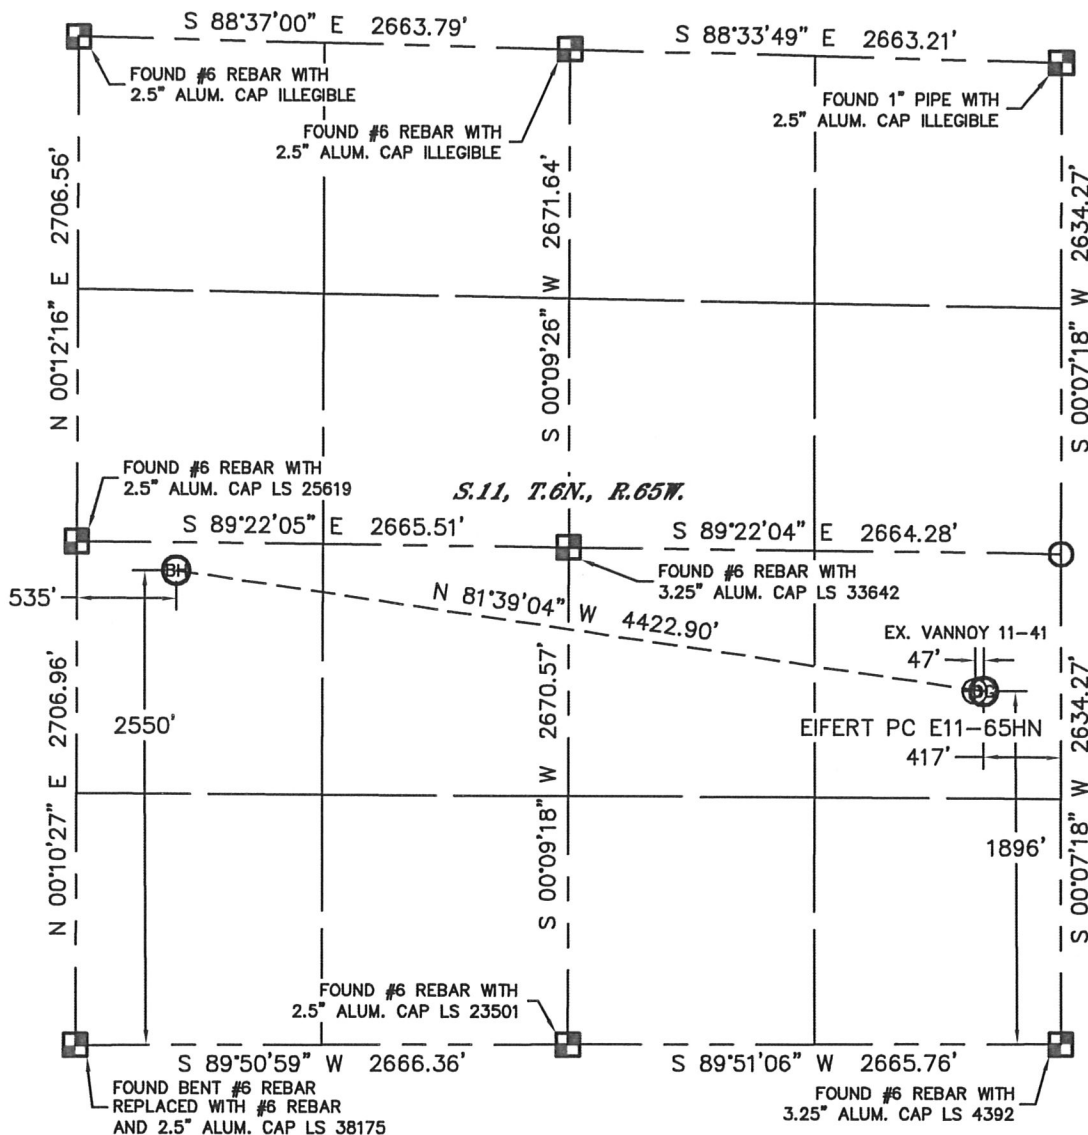 S 88°37'00" E 2663.79'
S 88°33'49" E 2663.21'
FOUND #6 REBAR WITH
2.5" ALUM. CAP ILLEGIBLE
FOUND #6 REBAR WITH
2.5" ALUM. CAP ILLEGIBLE
FOUND 1" PIPE WITH
2.5" ALUM. CAP ILLEGIBLE
N 00°12'16" E 2706.56'
S 00°09'26" W 2671.64'
S 00°07'18" W 2634.27'
FOUND #6 REBAR WITH
2.5" ALUM. CAP LS 25619
S.11, T.6N., R.65W.
S 89°22'05" E 2665.51'
S 89°22'04" E 2664.28'
FOUND #6 REBAR WITH
3.25" ALUM. CAP LS 33642
BH
535'
N 81°39'04" W 4422.90'
EX. VANNOY 11-41
47'
EIFERT PC E11-65HN
417'
2550'
1896'
N 00°10'27" E 2706.96'
S 00°09'18" W 2670.57'
S 00°07'18" W 2634.27'
FOUND #6 REBAR WITH
2.5" ALUM. CAP LS 23501
S 89°50'59" W 2666.36'
S 89°51'06" W 2665.76'
FOUND BENT #6 REBAR
REPLACED WITH #6 REBAR
AND 2.5" ALUM. CAP LS 38175
FOUND #6 REBAR WITH
3.25" ALUM. CAP LS 4392